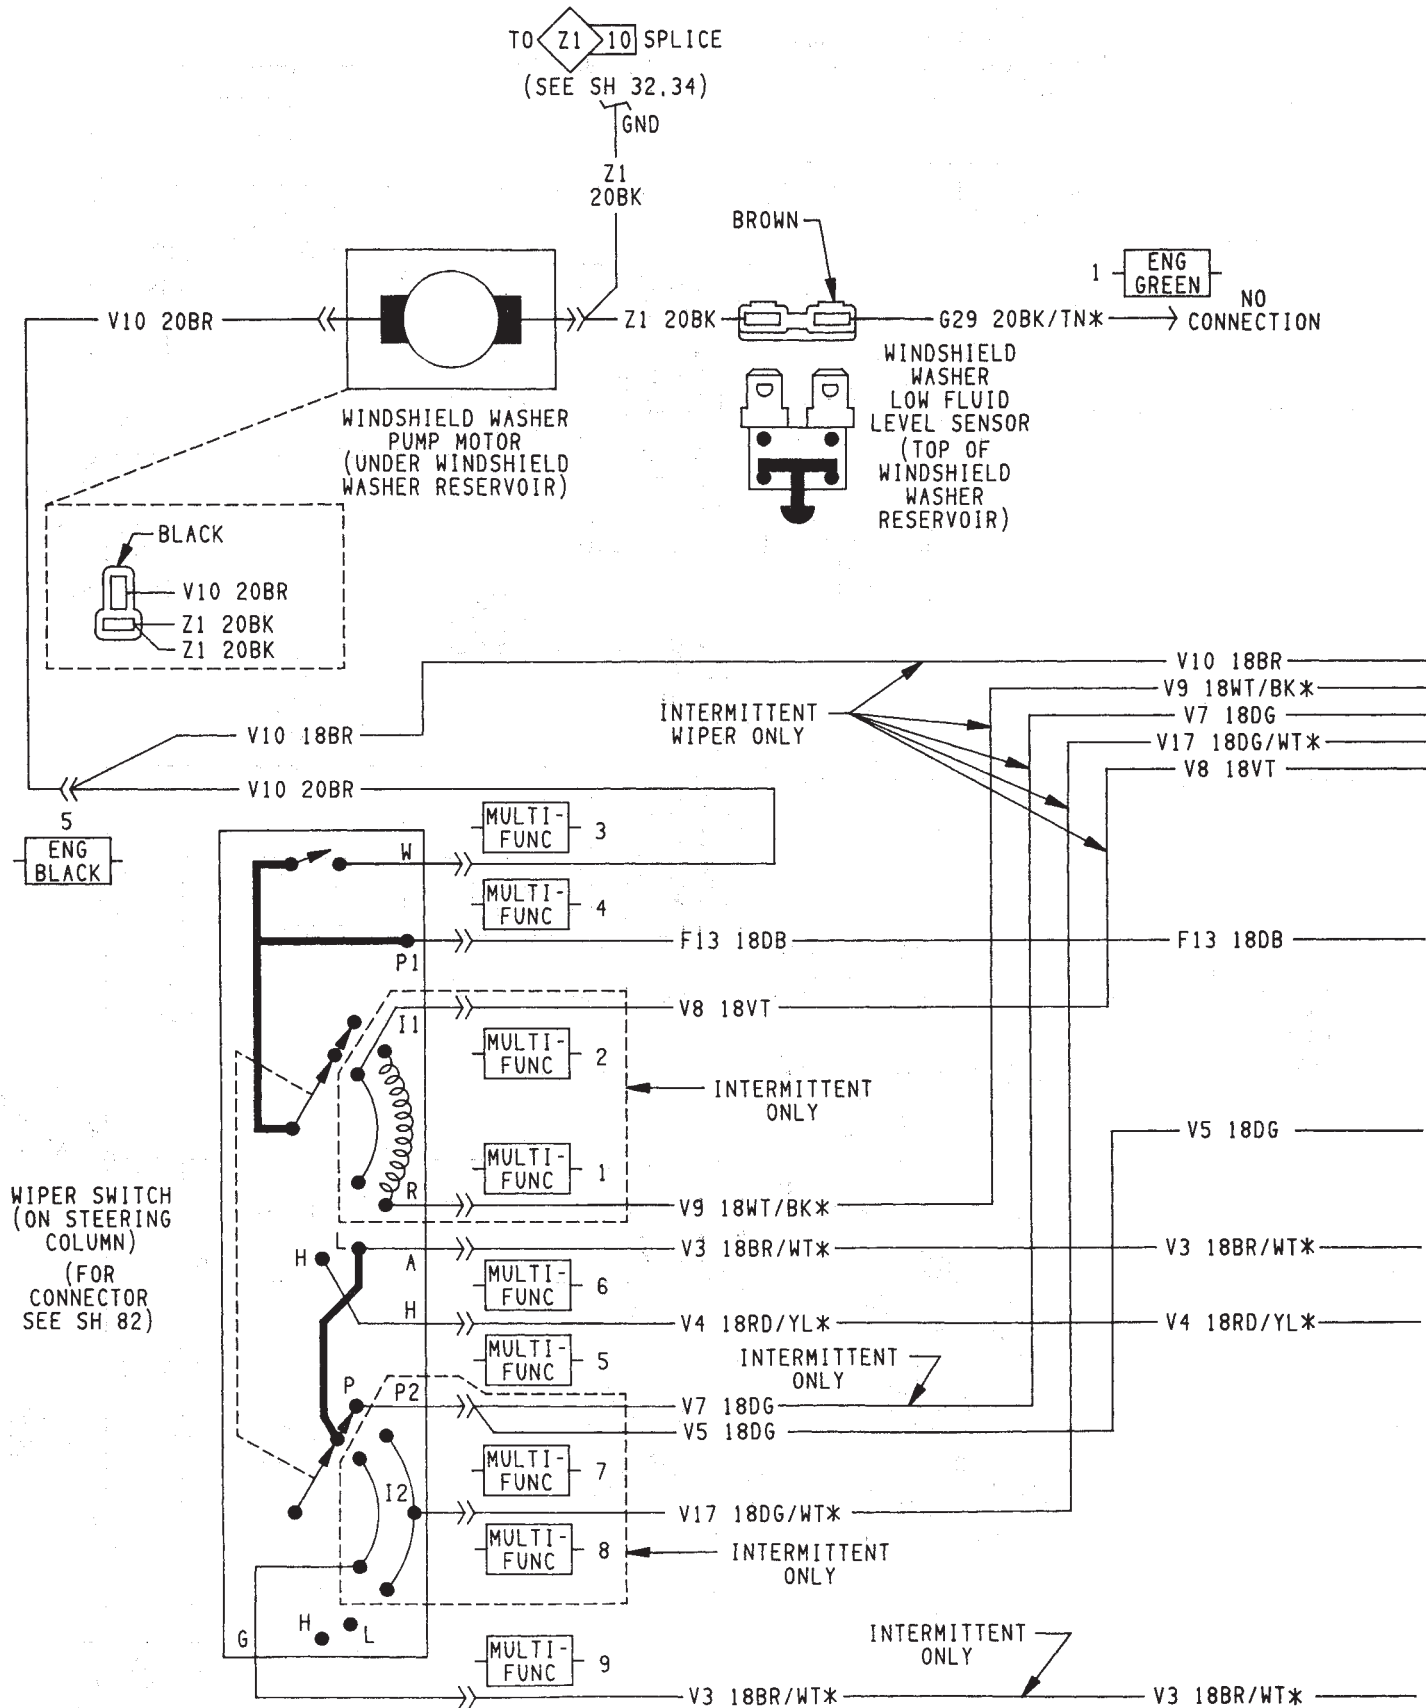 TO Z1 10 SPLICE
(SEE SH 32,34)
GND
Z1
20BK
BROWN
1 ENG
GREEN
NO
CONNECTION
V10 20BR
Z1 20BK
G29 20BK/TN*
WINDSHIELD
WASHER
LOW FLUID
LEVEL SENSOR
(TOP OF
WINDSHIELD
WASHER
RESERVOIR)
WINDSHIELD WASHER
PUMP MOTOR
(UNDER WINDSHIELD
WASHER RESERVOIR)
BLACK
V10 20BR
Z1 20BK
Z1 20BK
V10 18BR
V9 18WT/BK*
V7 18DG
V17 18DG/WT*
V8 18VT
INTERMITTENT
WIPER ONLY
V10 18BR
V10 20BR
5
ENG
BLACK
W
MULTI-
FUNC 3
MULTI-
FUNC 4
P1
F13 18DB
F13 18DB
I1
V8 18VT
MULTI-
FUNC 2
INTERMITTENT
ONLY
MULTI-
FUNC 1
R
V9 18WT/BK*
V5 18DG
WIPER SWITCH
(ON STEERING
COLUMN)
(FOR
CONNECTOR
SEE SH 82)
H
A
V3 18BR/WT*
V3 18BR/WT*
MULTI-
FUNC 6
H
V4 18RD/YL*
V4 18RD/YL*
MULTI-
FUNC 5
INTERMITTENT
ONLY
P
P2
V7 18DG
V5 18DG
MULTI-
FUNC 7
I2
V17 18DG/WT*
MULTI-
FUNC 8
INTERMITTENT
ONLY
H
L
G
MULTI-
FUNC 9
INTERMITTENT
ONLY
V3 18BR/WT*
V3 18BR/WT*